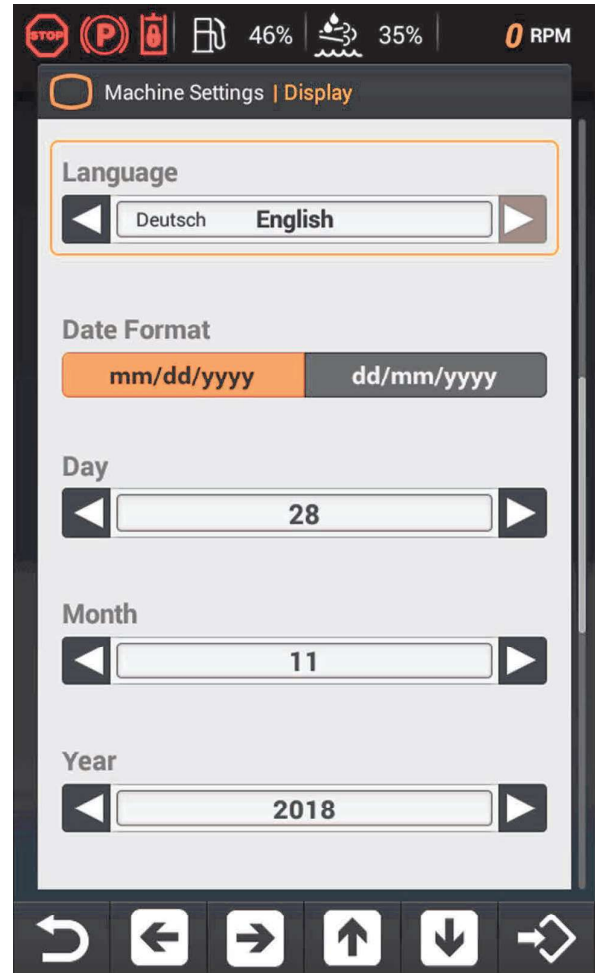 STOP P 46% 35% 0 RPM
Machine Settings | Display
Language
Deutsch English
Date Format
mm/dd/yyyy dd/mm/yyyy
Day
28
Month
11
Year
2018